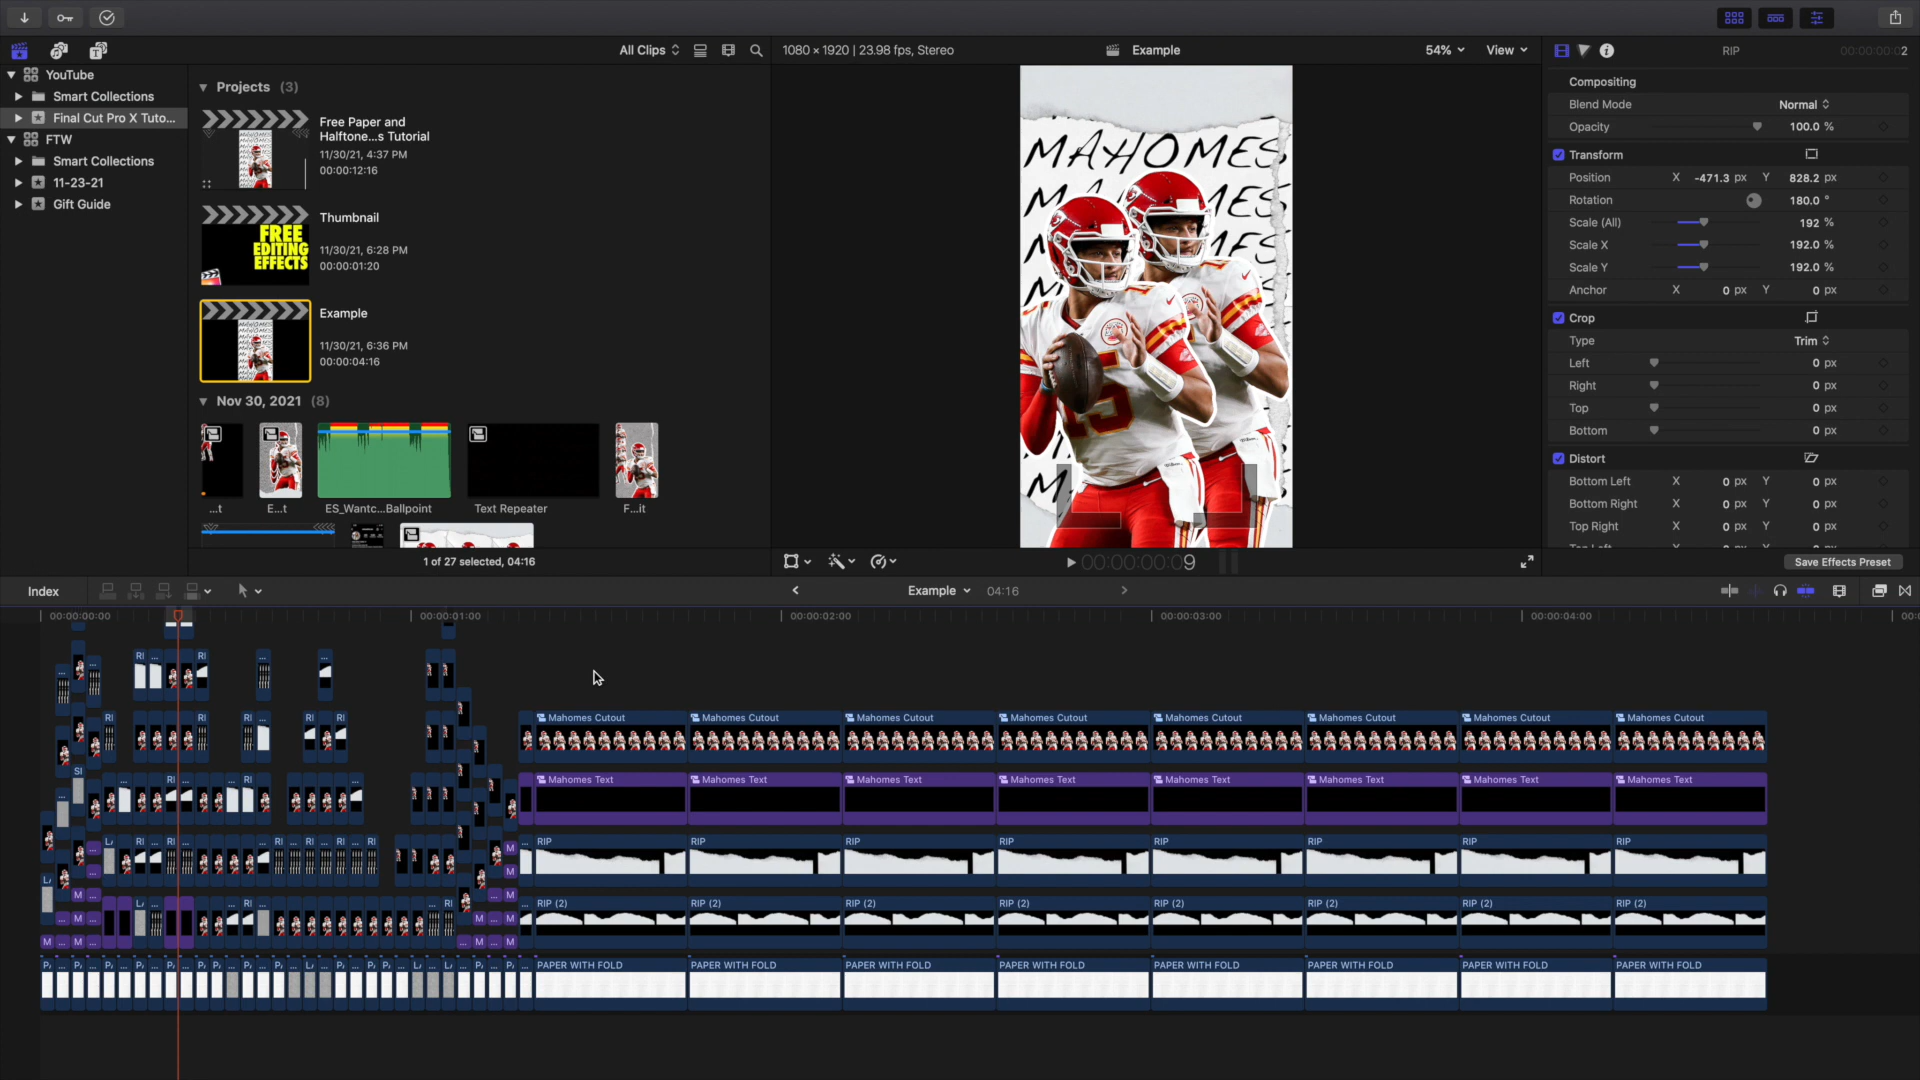 All Clips
1080 × 1920 | 23.98 fps, Stereo
Example
54%
View
RIP
00:00:00:02
YouTube
Smart Collections
Final Cut Pro X Tuto...
FTW
Smart Collections
11-23-21
Gift Guide
Projects (3)
Free Paper and
Halftone...s Tutorial
11/30/21, 4:37 PM
00:00:12:16
Thumbnail
11/30/21, 6:28 PM
00:00:01:20
FREE
EDITING
EFFECTS
Example
11/30/21, 6:36 PM
00:00:04:16
Nov 30, 2021 (8)
...t
E...t
ES_Wantc...Ballpoint
Text Repeater
F...it
1 of 27 selected, 04:16
MAHOMES
00:00:00:09
Compositing
Blend Mode Normal
Opacity 100.0 %
Transform
Position X -471.3 px Y 828.2 px
Rotation 180.0 °
Scale (All) 192 %
Scale X 192.0 %
Scale Y 192.0 %
Anchor X 0 px Y 0 px
Crop
Type Trim
Left 0 px
Right 0 px
Top 0 px
Bottom 0 px
Distort
Bottom Left X 0 px Y 0 px
Bottom Right X 0 px Y 0 px
Top Right X 0 px Y 0 px
Save Effects Preset
Index
Example
04:16
00:00:00:00
00:00:01:00
00:00:02:00
00:00:03:00
00:00:04:00
Mahomes Cutout Mahomes Cutout Mahomes Cutout Mahomes Cutout Mahomes Cutout Mahomes Cutout Mahomes Cutout Mahomes Cutout
Mahomes Text Mahomes Text Mahomes Text Mahomes Text Mahomes Text Mahomes Text Mahomes Text Mahomes Text
RIP RIP RIP RIP RIP RIP RIP RIP
RIP (2) RIP (2) RIP (2) RIP (2) RIP (2) RIP (2) RIP (2) RIP (2)
PAPER WITH FOLD PAPER WITH FOLD PAPER WITH FOLD PAPER WITH FOLD PAPER WITH FOLD PAPER WITH FOLD PAPER WITH FOLD PAPER WITH FOLD